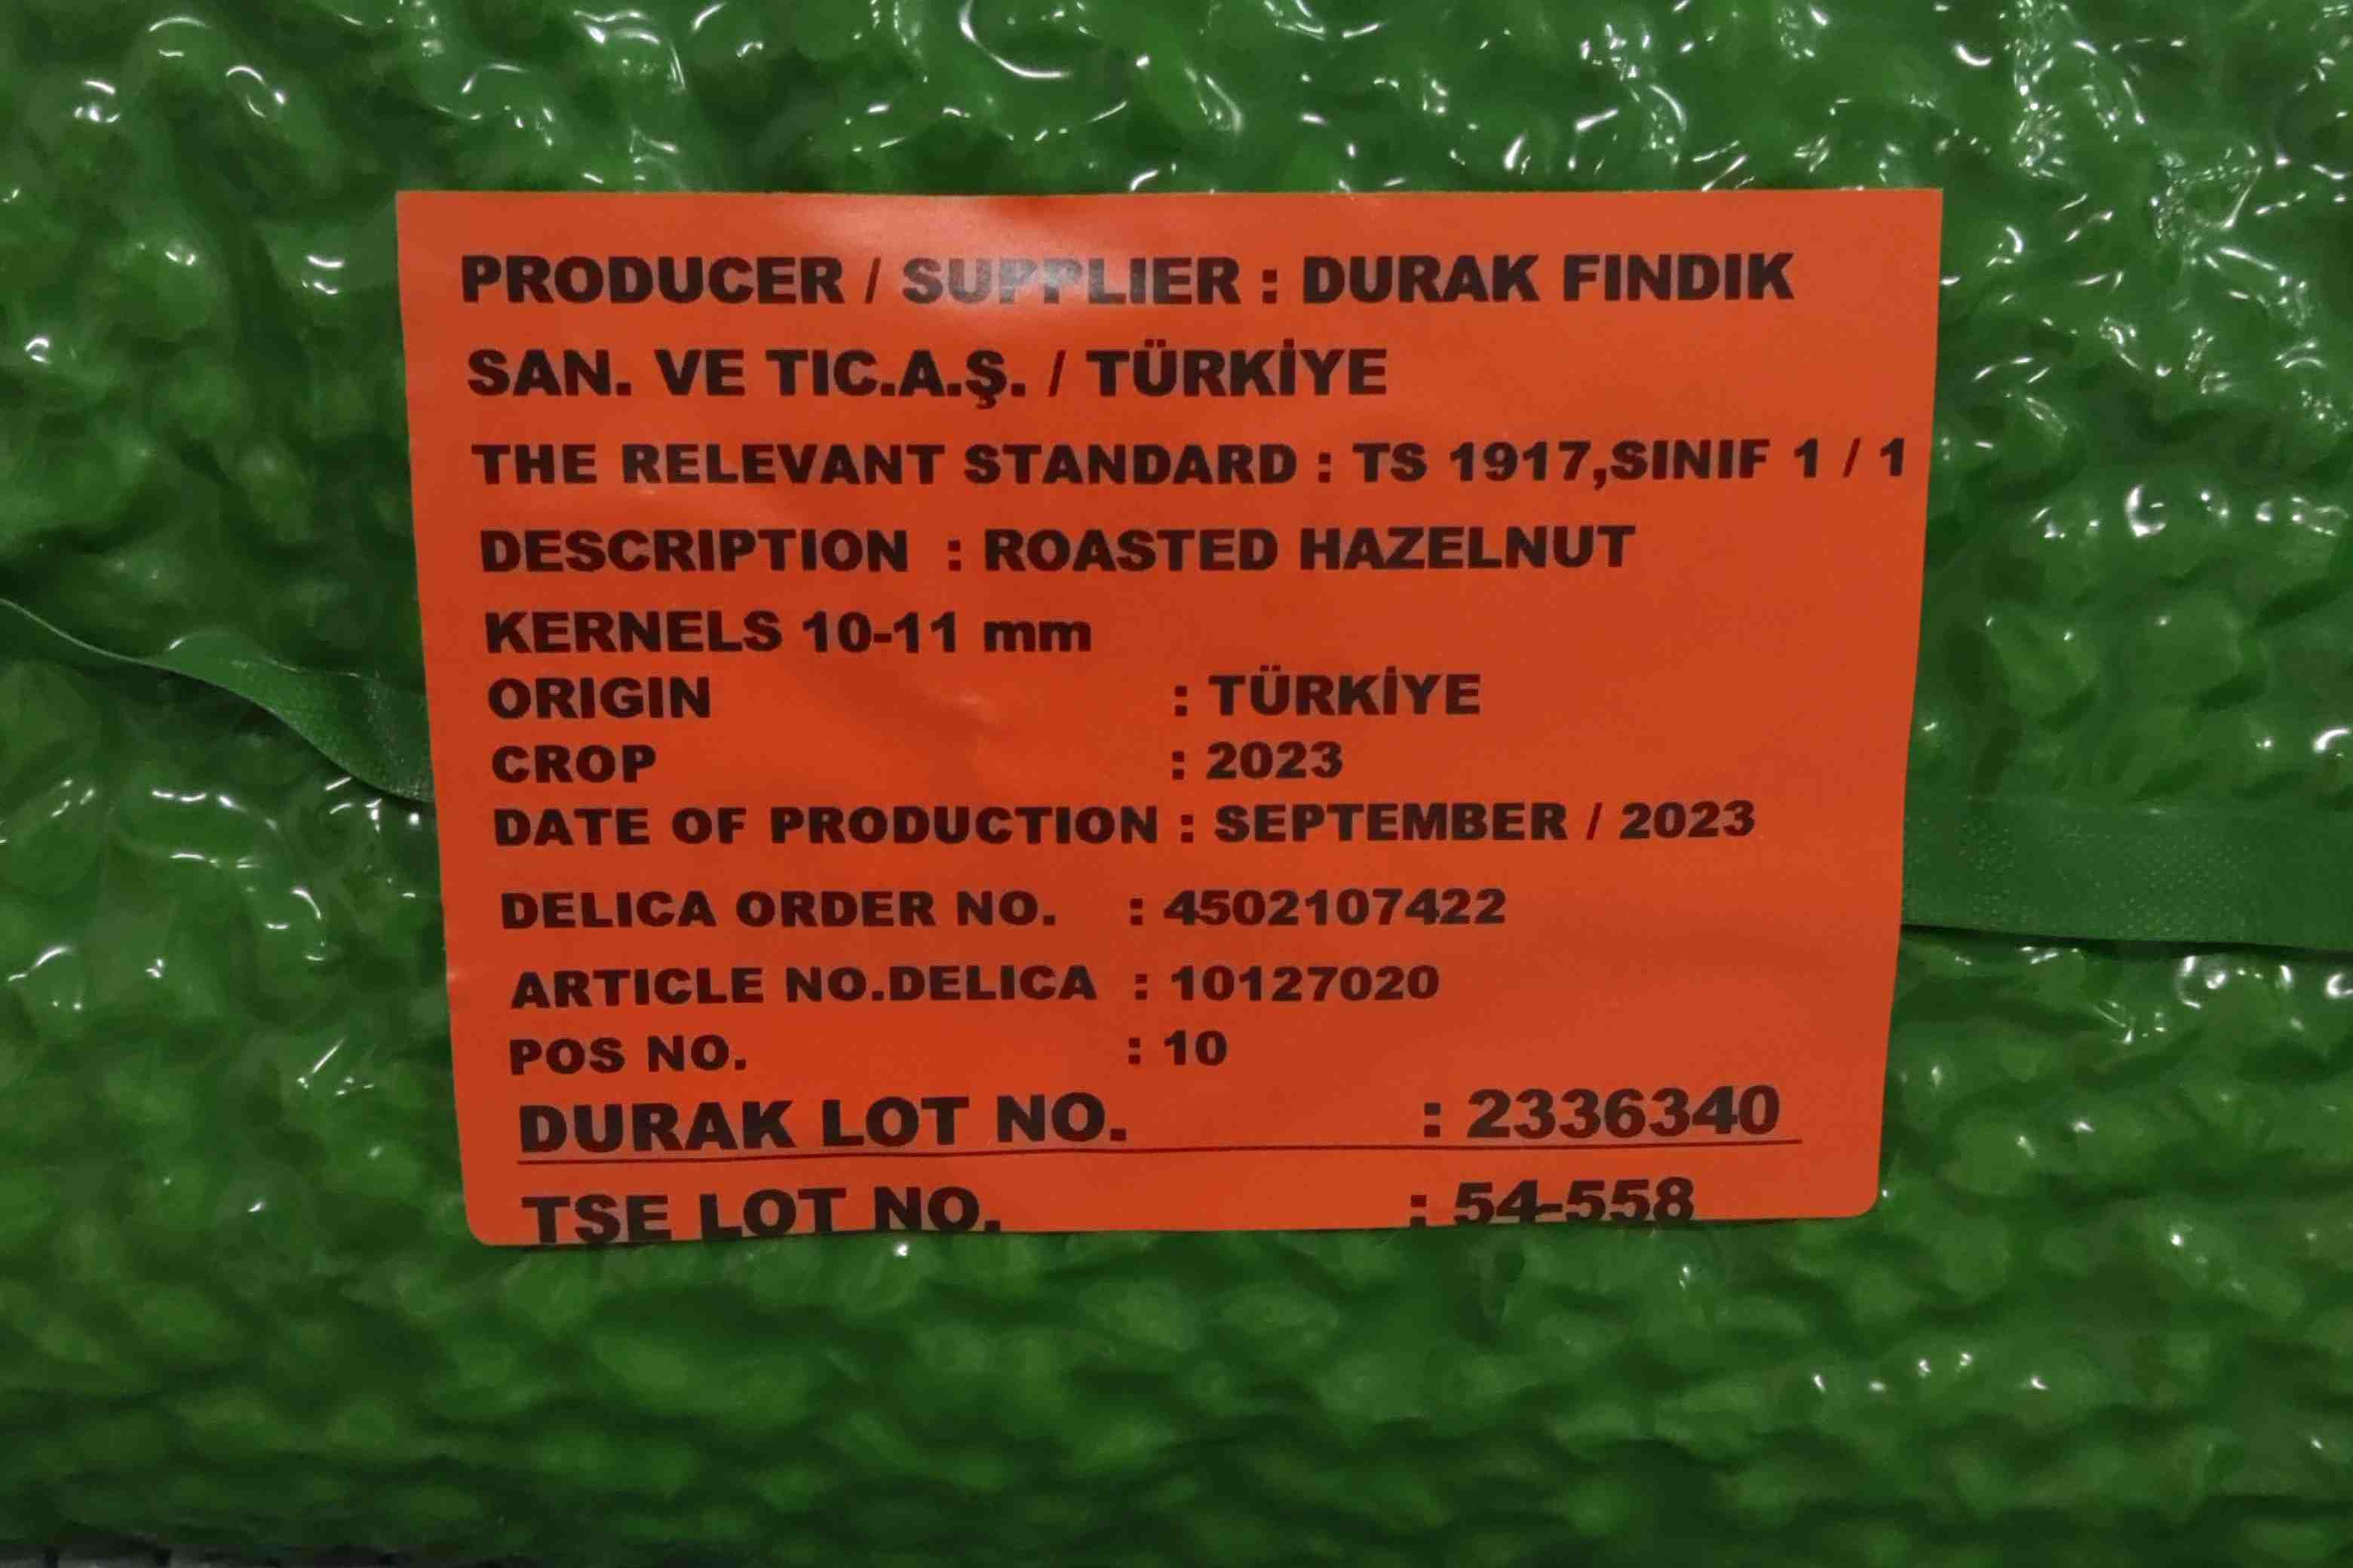 PRODUCER / SUPPLIER : DURAK FINDIK
SAN. VE TIC.A.Ş. / TÜRKİYE
THE RELEVANT STANDARD : TS 1917,SINIF 1 / 1
DESCRIPTION : ROASTED HAZELNUT
KERNELS 10-11 mm
ORIGIN : TÜRKİYE
CROP : 2023
DATE OF PRODUCTION : SEPTEMBER / 2023
DELICA ORDER NO. : 4502107422
ARTICLE NO.DELICA : 10127020
POS NO. : 10
DURAK LOT NO. : 2336340
TSE LOT NO. : 54-558